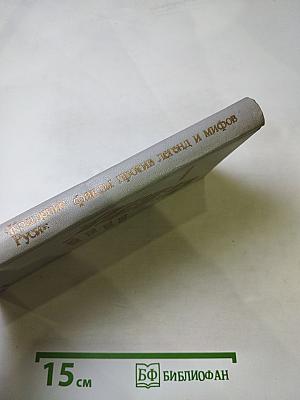 Крещение Руси: факты против легенд и мифов
15 см
БФ БИБЛИОФАН